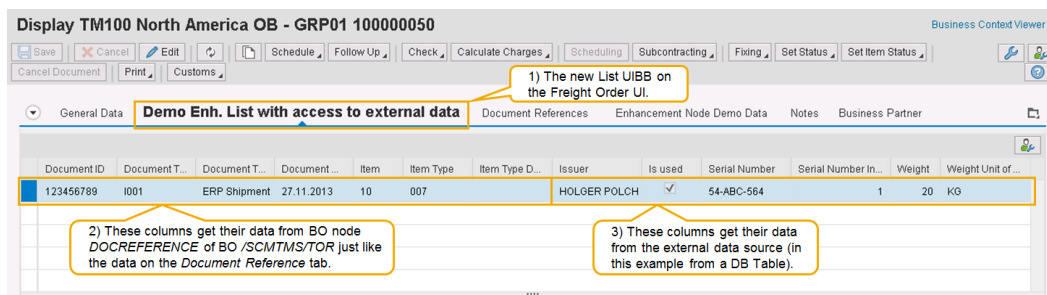 Display TM100 North America OB - GRP01 100000050
Business Context Viewer
Save Cancel Edit Schedule Follow Up Check Calculate Charges Scheduling Subcontracting Fixing Set Status Set Item Status
Cancel Document Print Customs
1) The new List UIBB on
the Freight Order UI.
General Data Demo Enh. List with access to external data Document References Enhancement Node Demo Data Notes Business Partner
Document ID Document T... Document T... Document ... Item Item Type Item Type D... Issuer Is used Serial Number Serial Number In... Weight Weight Unit of ...
123456789 I001 ERP Shipment 27.11.2013 10 007 HOLGER POLCH 54-ABC-564 1 20 KG
2) These columns get their data from BO node
DOCREFERENCE of BO /SCMTMS/TOR just like
the data on the Document Reference tab.
3) These columns get their data
from the external data source (in
this example from a DB Table).